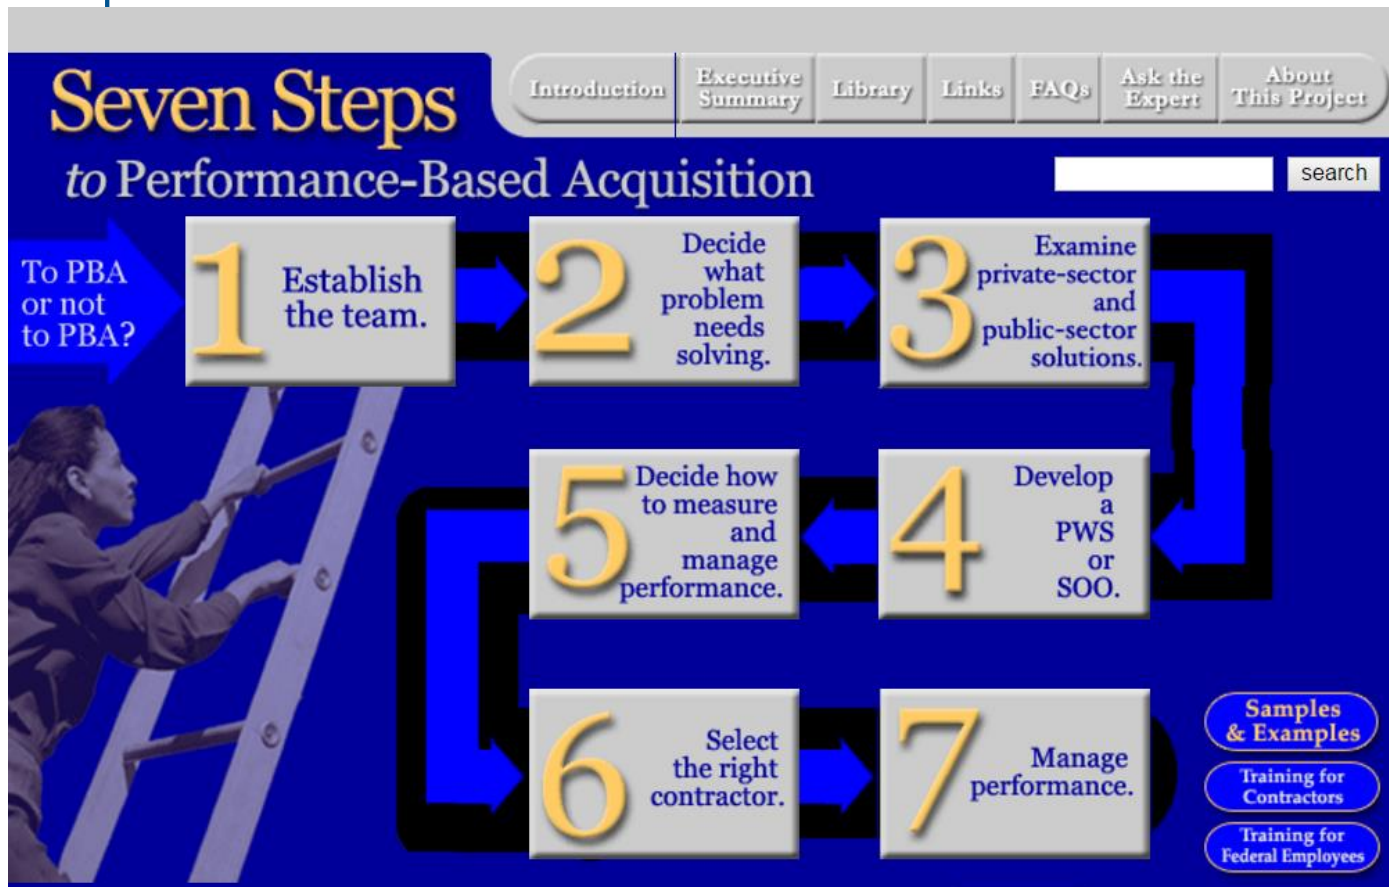 Seven Steps
to Performance-Based Acquisition
Introduction
Executive
Summary
Library
Links
FAQs
Ask the
Expert
About
This Project
search
To PBA
or not
to PBA?
1
Establish
the team.
2
Decide
what
problem
needs
solving.
3
Examine
private-sector
and
public-sector
solutions.
4
Develop
a
PWS
or
SOO.
5
Decide how
to measure
and
manage
performance.
6
Select
the right
contractor.
7
Manage
performance.
Samples
& Examples
Training for
Contractors
Training for
Federal Employees